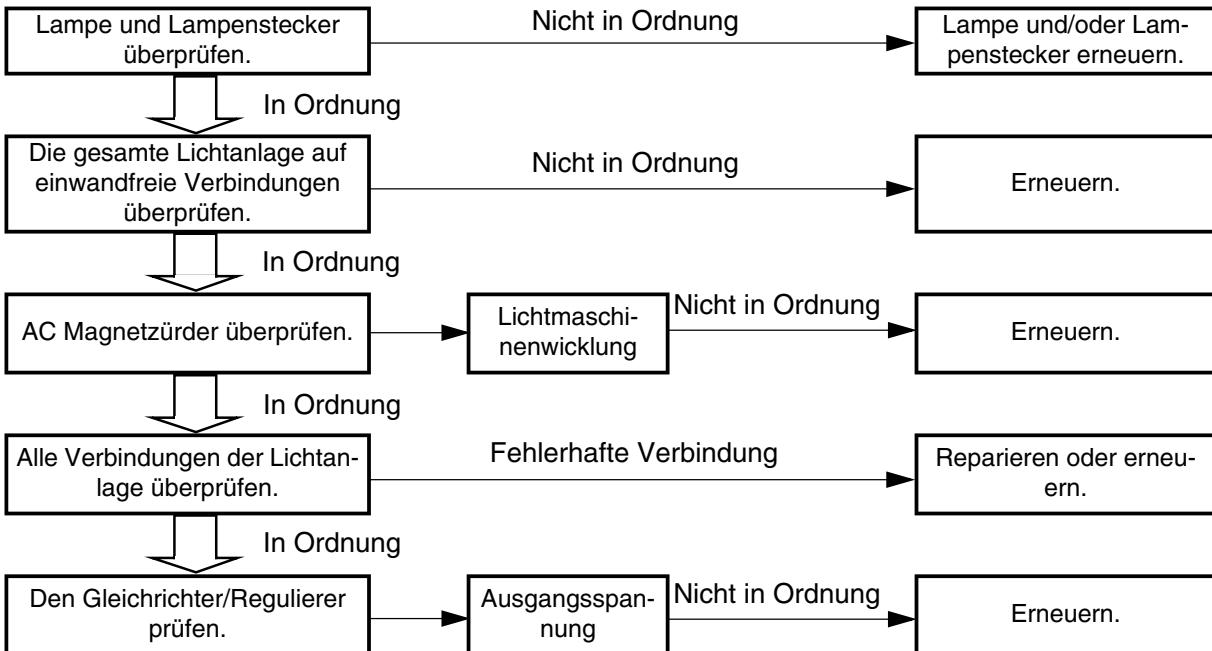 Lampe und Lampenstecker
überprüfen.
Nicht in Ordnung
Lampe und/oder Lam-
penstecker erneuern.
In Ordnung
Die gesamte Lichtanlage auf
einwandfreie Verbindungen
überprüfen.
Nicht in Ordnung
Erneuern.
In Ordnung
AC Magnetzürder überprüfen.
Lichtmaschi-
nenwicklung
Nicht in Ordnung
Erneuern.
In Ordnung
Alle Verbindungen der Lichtan-
lage überprüfen.
Fehlerhafte Verbindung
Reparieren oder erneu-
ern.
In Ordnung
Den Gleichrichter/Regulierer
prüfen.
Ausgangsspan-
nung
Nicht in Ordnung
Erneuern.